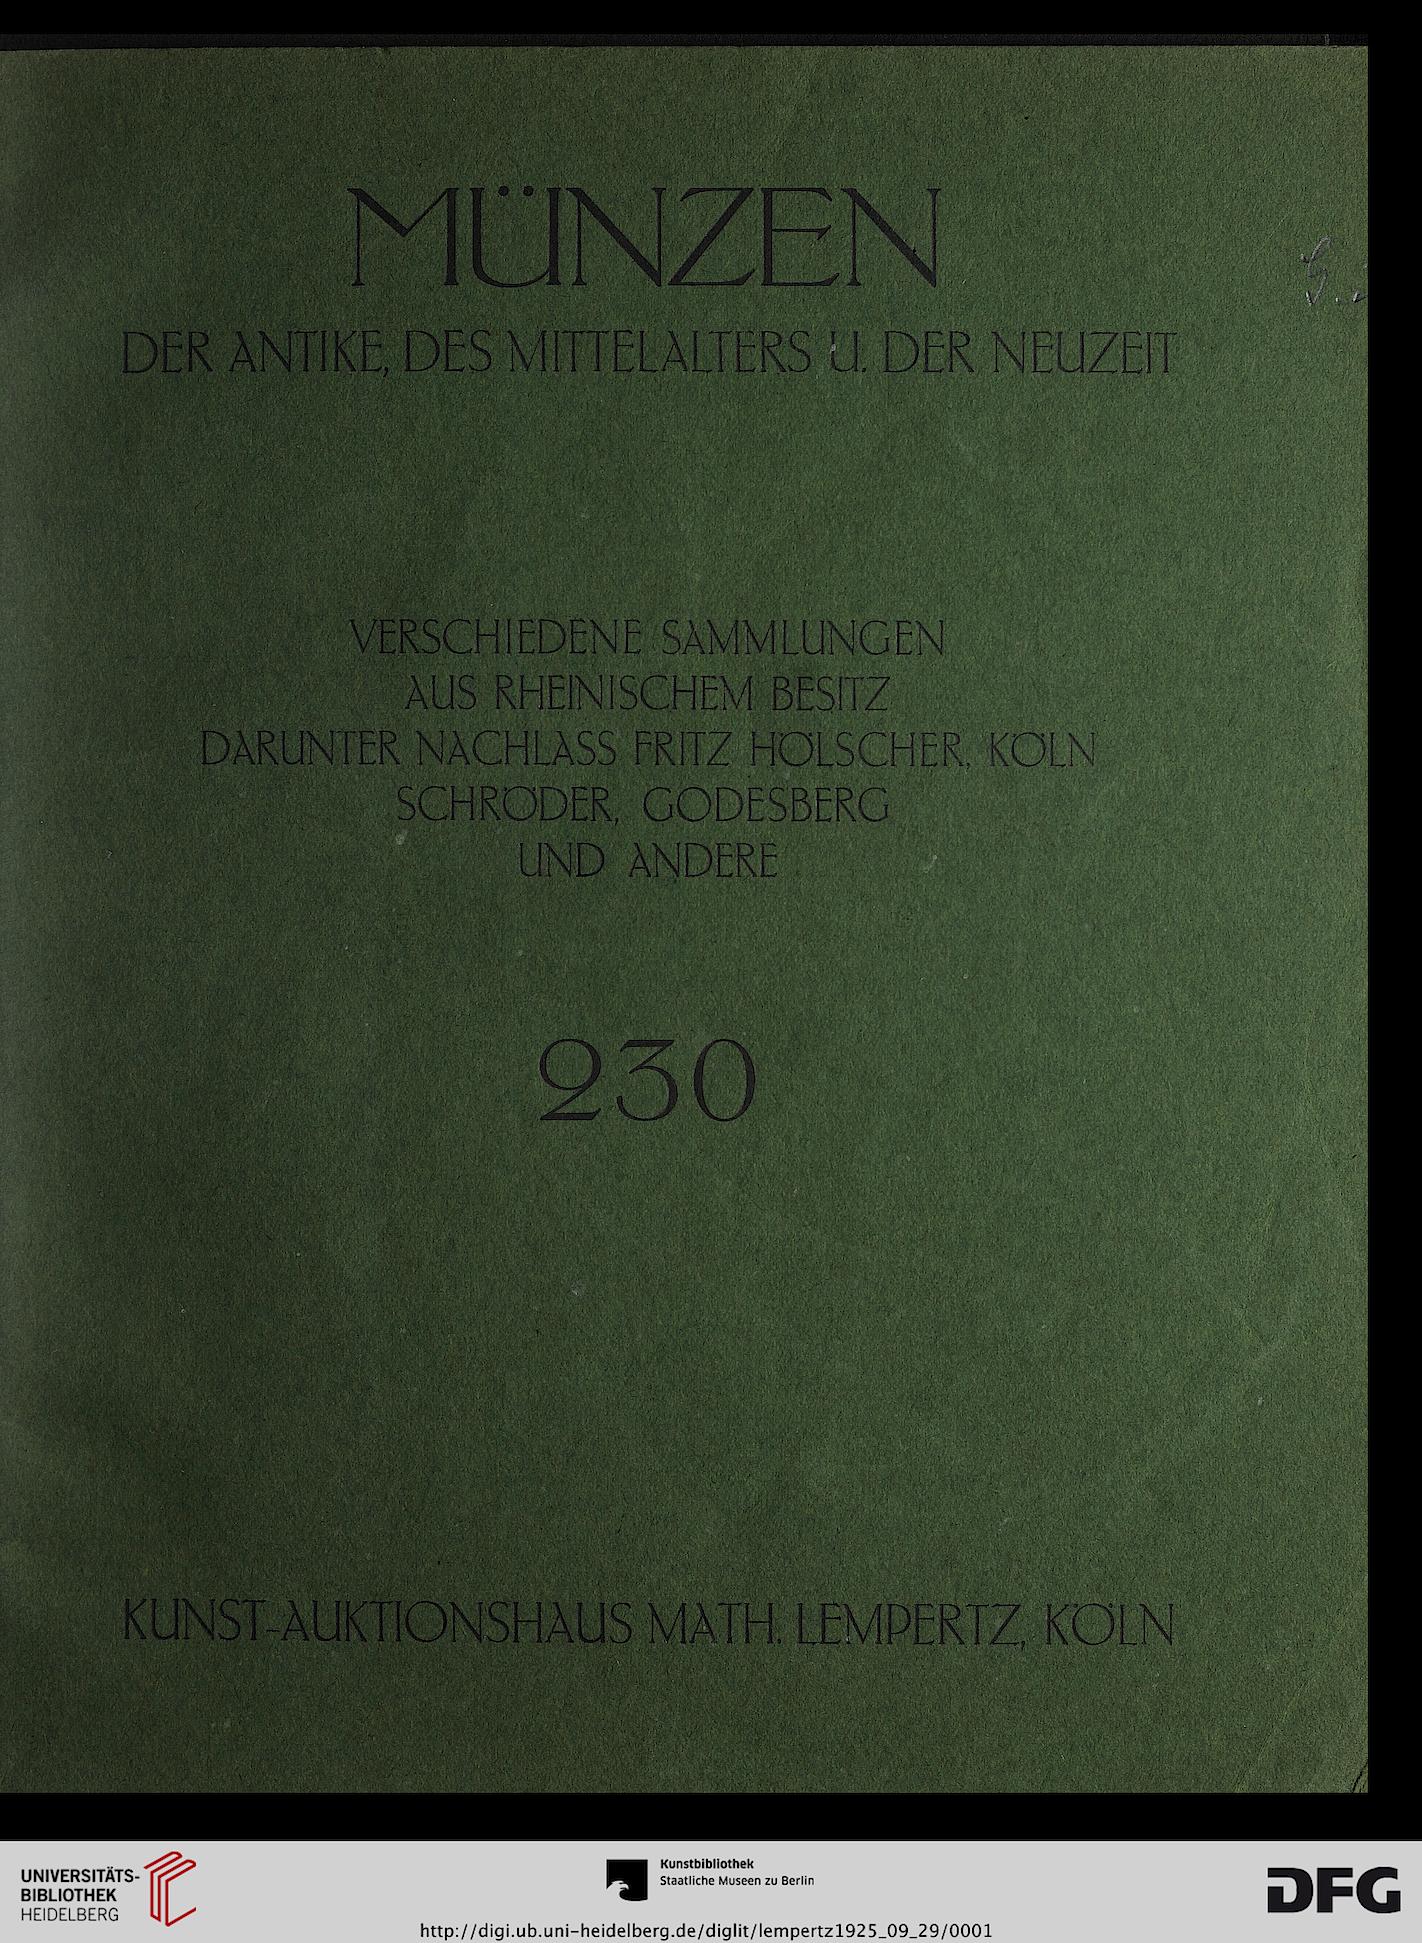 MÜNZEN
DER ANTIKE, DES MITTELALTERS U. DER NEUZEIT
VERSCHIEDENE SAMMLUNGEN
AUS RHEINISCHEM BESITZ
DARUNTER NACHLASS FRITZ HÖLSCHER, KÖLN
SCHRÖDER, GODESBERG
UND ANDERE
230
KUNST-AUKTIONSHAUS MATH. LEMPERTZ, KÖLN
UNIVERSITÄTS-
BIBLIOTHEK
HEIDELBERG
Kunstbibliothek
Staatliche Museen zu Berlin
http://digi.ub.uni-heidelberg.de/diglit/lempertz1925_09_29/0001
DFG